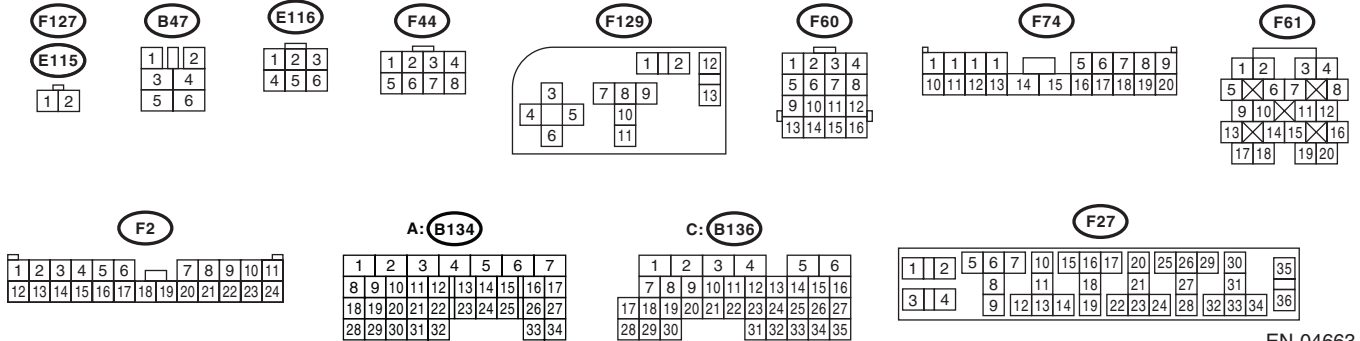 F127
B47
E116
F44
F129
F60
F74
F61
E115
1 2
1 2
3 4
5 6
1 2 3
4 5 6
1 2 3 4
5 6 7 8
1 2 12
13
3
4 5
6
7 8 9
10
11
1 2 3 4
5 6 7 8
9 10 11 12
13 14 15 16
1 1 1 1 5 6 7 8 9
10 11 12 13 14 15 16 17 18 19 20
1 2 3 4
5 6 7 8
9 10 11 12
13 14 15 16
17 18 19 20
F2
A: B134
C: B136
F27
1 2 3 4 5 6 7 8 9 10 11
12 13 14 15 16 17 18 19 20 21 22 23 24
1 2 3 4 5 6 7
8 9 10 11 12 13 14 15 16 17
18 19 20 21 22 23 24 25 26 27
28 29 30 31 32 33 34
1 2 3 4 5 6
7 8 9 10 11 12 13 14 15 16
17 18 19 20 21 22 23 24 25 26 27
28 29 30 31 32 33 34 35
1 2 5 6 7 10 15 16 17 20 25 26 29 30 35
8 11 18 21 27 31
3 4 9 12 13 14 19 22 23 24 28 32 33 34 36
EN-04663